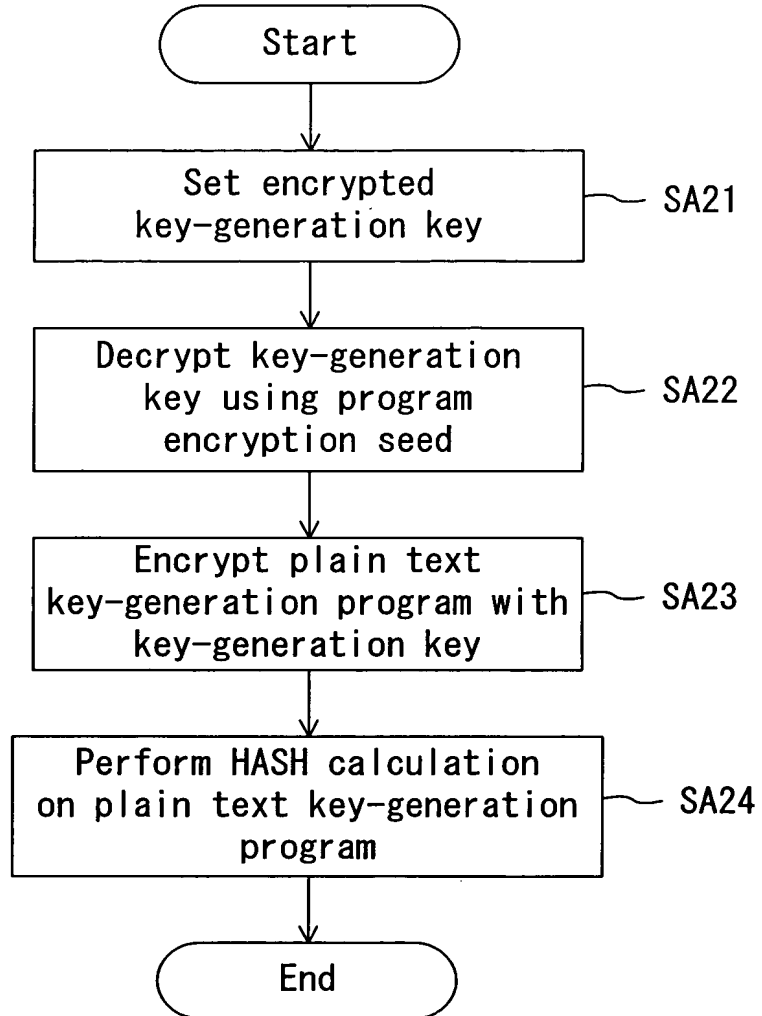 Start
Set encrypted
key-generation key
SA21
Decrypt key-generation
key using program
encryption seed
SA22
Encrypt plain text
key-generation program with
key-generation key
SA23
Perform HASH calculation
on plain text key-generation
program
SA24
End